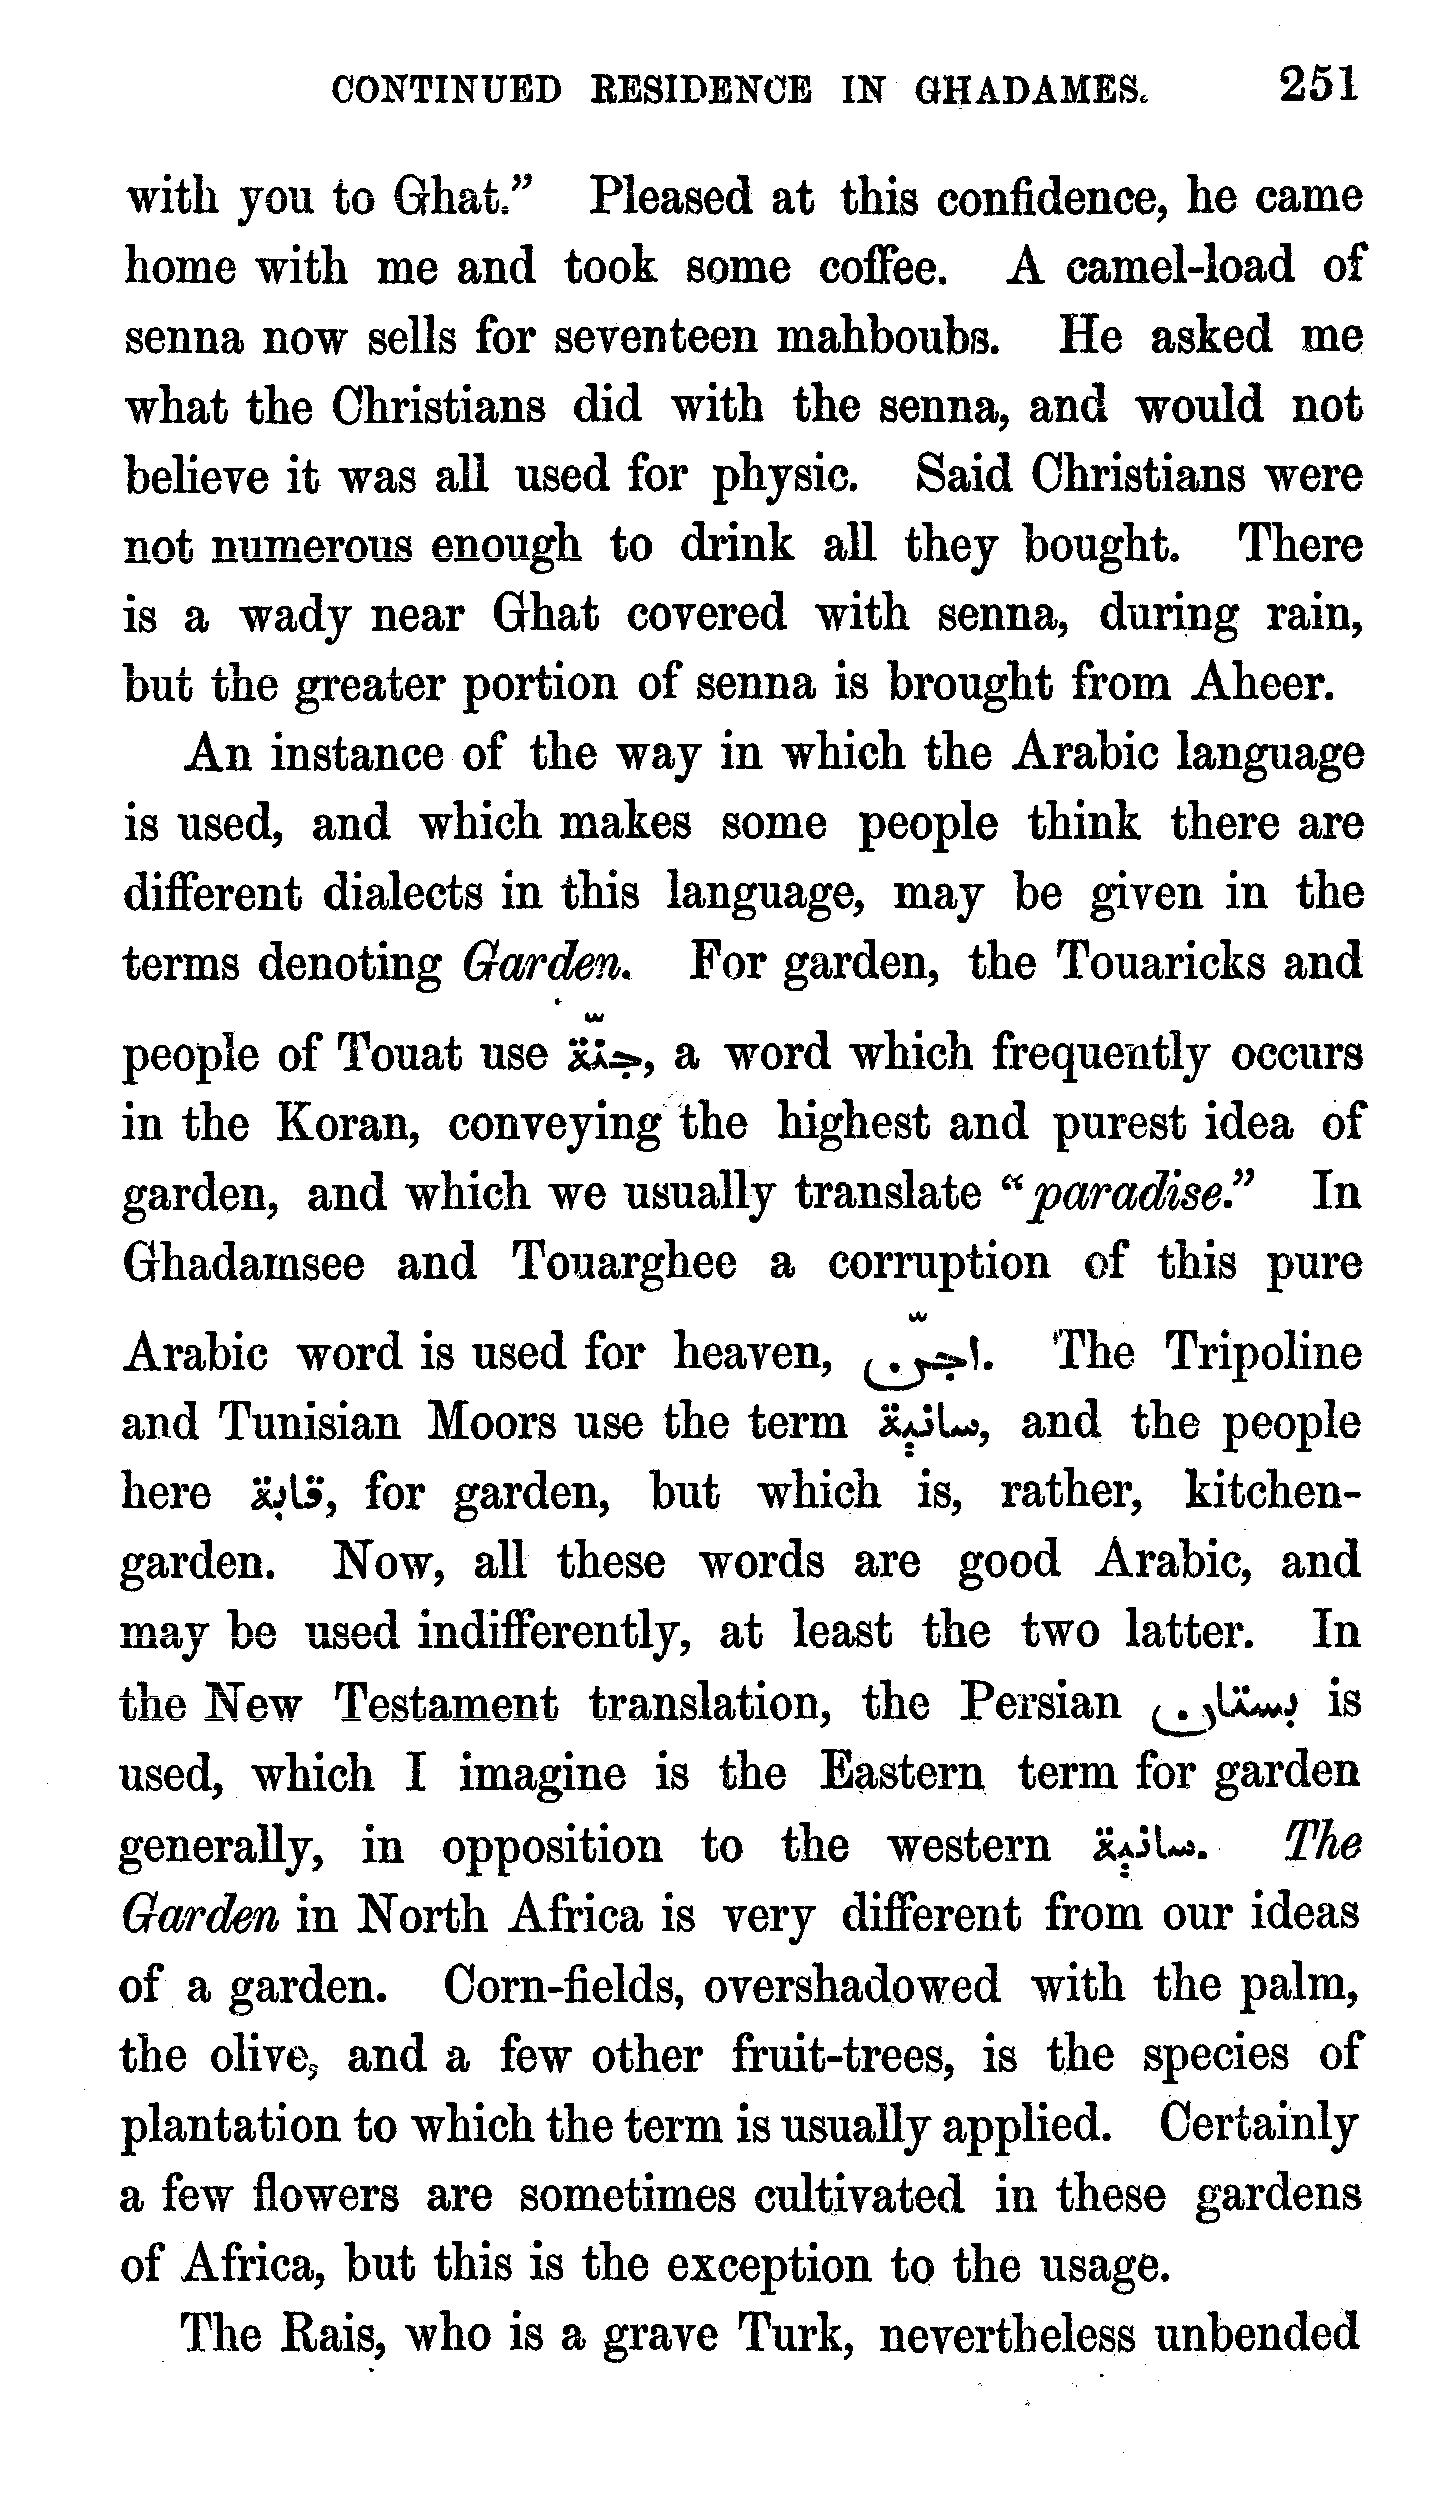 CONTINUED RESIDENCE IN GHADAMES. 251
with you to Ghat." Pleased at this confidence, he came
home with me and took some coffee. A camel-load of
senna now sells for seventeen mahboubs. He asked me
what the Christians did with the senna, and would not
believe it was all used for physic. Said Christians were
not numerous enough to drink all they bought. There
is a wady near Ghat covered with senna, during rain,
but the greater portion of senna is brought from Aheer.
An instance of the way in which the Arabic language
is used, and which makes some people think there are
different dialects in this language, may be given in the
terms denoting Garden. For garden, the Touaricks and
people of Touat use جنّة, a word which frequently occurs
in the Koran, conveying the highest and purest idea of
garden, and which we usually translate "paradise." In
Ghadamsee and Touarghee a corruption of this pure
Arabic word is used for heaven, اجنّ. The Tripoline
and Tunisian Moors use the term سانية, and the people
here قابة, for garden, but which is, rather, kitchen-
garden. Now, all these words are good Arabic, and
may be used indifferently, at least the two latter. In
the New Testament translation, the Persian بستان is
used, which I imagine is the Eastern term for garden
generally, in opposition to the western سانية. The
Garden in North Africa is very different from our ideas
of a garden. Corn-fields, overshadowed with the palm,
the olive, and a few other fruit-trees, is the species of
plantation to which the term is usually applied. Certainly
a few flowers are sometimes cultivated in these gardens
of Africa, but this is the exception to the usage.
The Rais, who is a grave Turk, nevertheless unbended